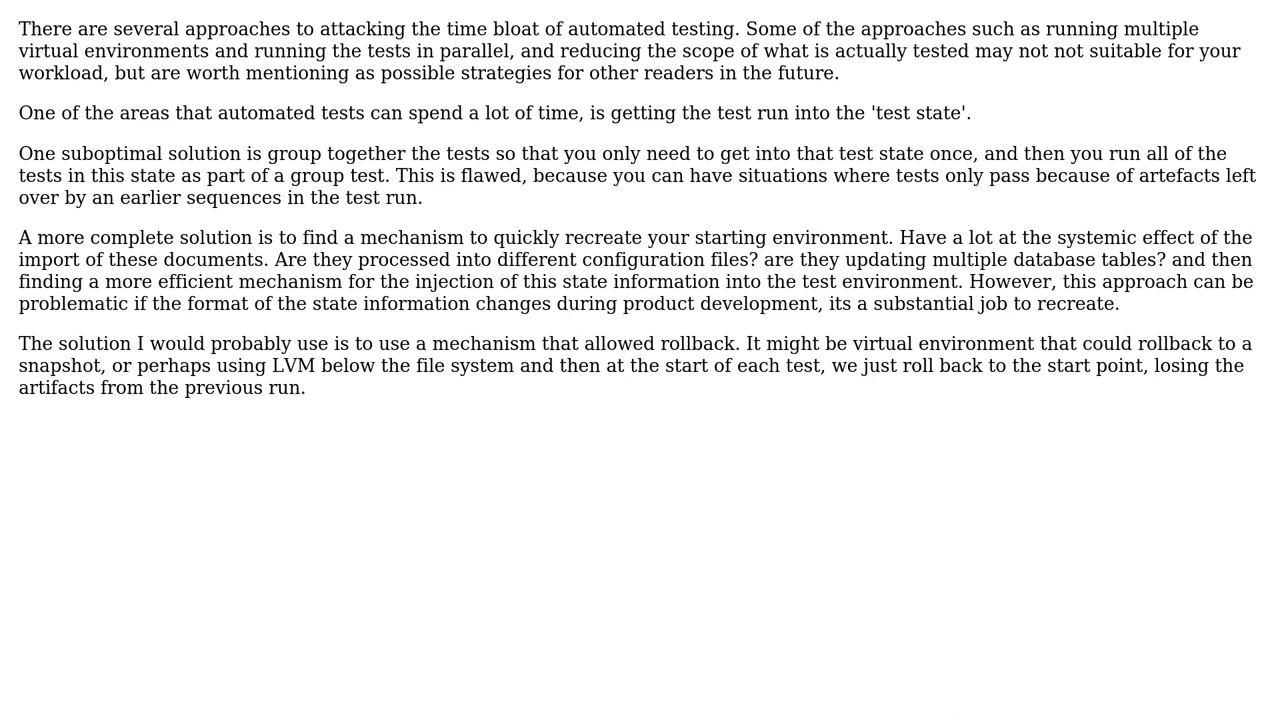 There are several approaches to attacking the time bloat of automated testing. Some of the approaches such as running multiple
virtual environments and running the tests in parallel, and reducing the scope of what is actually tested may not not suitable for your
workload, but are worth mentioning as possible strategies for other readers in the future.
One of the areas that automated tests can spend a lot of time, is getting the test run into the 'test state'.
One suboptimal solution is group together the tests so that you only need to get into that test state once, and then you run all of the
tests in this state as part of a group test. This is flawed, because you can have situations where tests only pass because of artefacts left
over by an earlier sequences in the test run.
A more complete solution is to find a mechanism to quickly recreate your starting environment. Have a lot at the systemic effect of the
import of these documents. Are they processed into different configuration files? are they updating multiple database tables? and then
finding a more efficient mechanism for the injection of this state information into the test environment. However, this approach can be
problematic if the format of the state information changes during product development, its a substantial job to recreate.
The solution I would probably use is to use a mechanism that allowed rollback. It might be virtual environment that could rollback to a
snapshot, or perhaps using LVM below the file system and then at the start of each test, we just roll back to the start point, losing the
artifacts from the previous run.